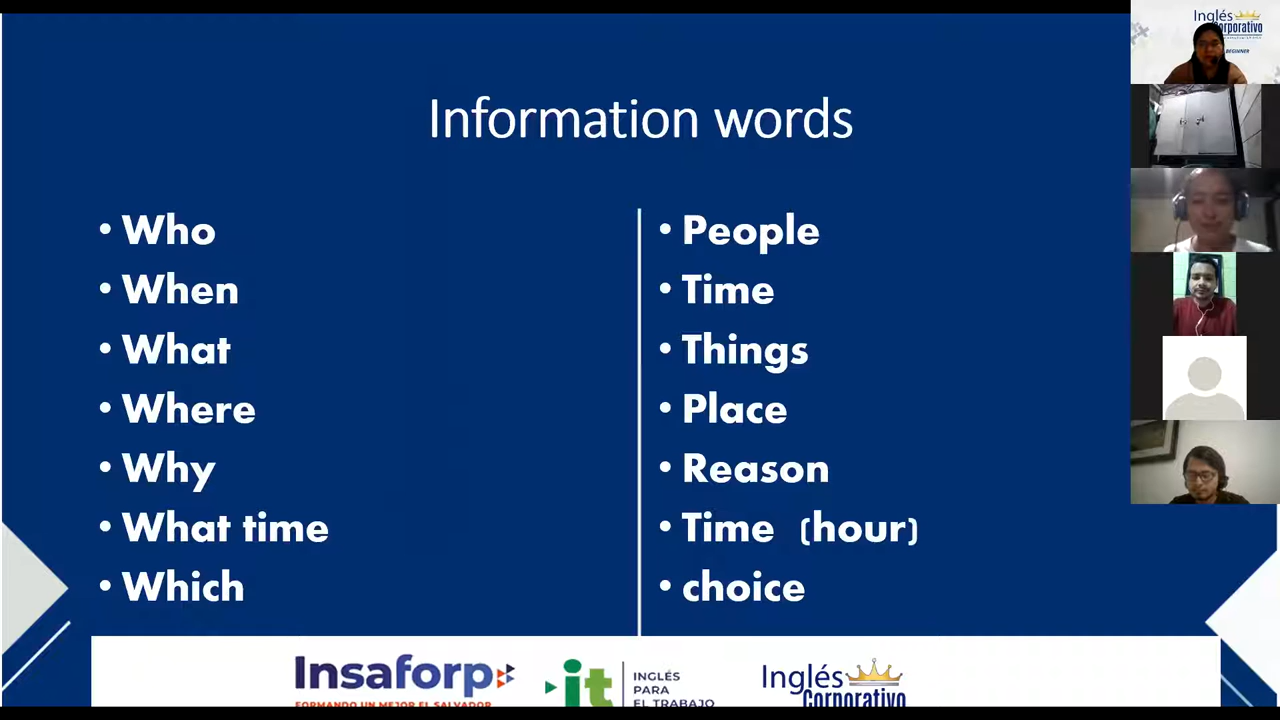 Information words
• Who
• When
• What
• Where
• Why
• What time
• Which
• People
• Time
• Things
• Place
• Reason
• Time (hour)
• choice
Insaforp
FORMANDO UN MEJOR EL SALVADOR
it
INGLÉS
PARA
EL TRABAJO
Inglés
Corporativo
Inglés
Corporativo
BEGINNER